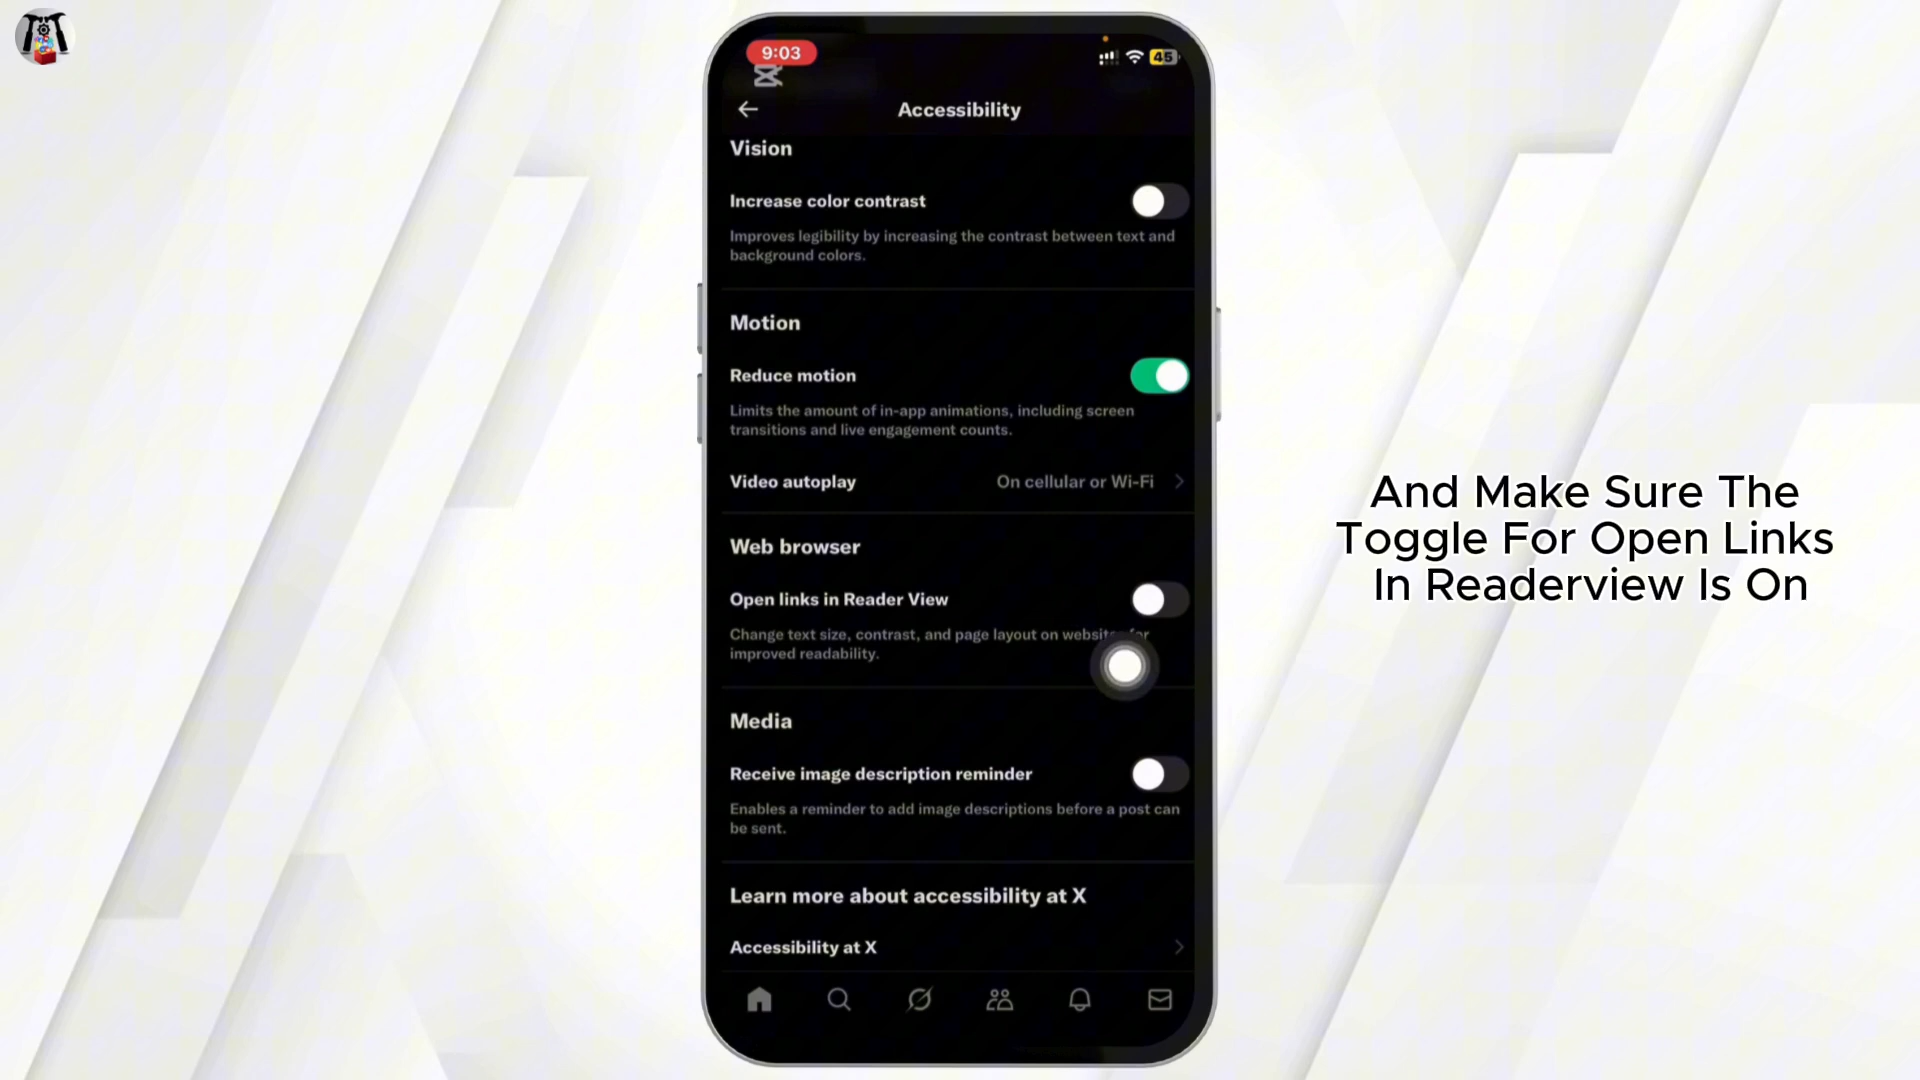 9:03
45
Accessibility
Vision
Increase color contrast
Improves legibility by increasing the contrast between text and
background colors.
Motion
Reduce motion
Limits the amount of in-app animations, including screen
transitions and live engagement counts.
Video autoplay On cellular or Wi-Fi
Web browser
Open links in Reader View
Change text size, contrast, and page layout on websites for
improved readability.
Media
Receive image description reminder
Enables a reminder to add image descriptions before a post can
be sent.
Learn more about accessibility at X
Accessibility at X
And Make Sure The
Toggle For Open Links
In Readerview Is On